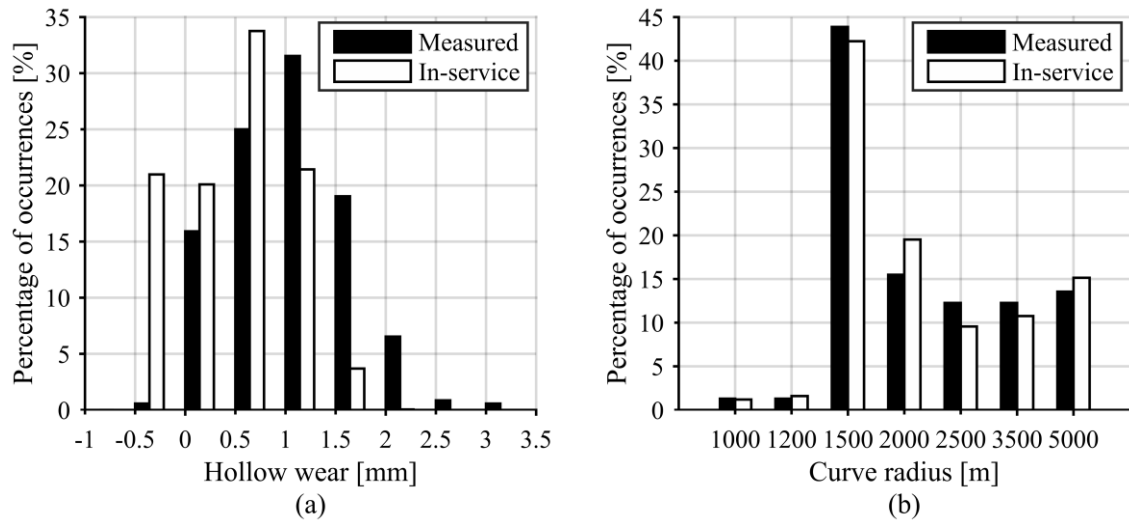 35
30
25
20
15
10
5
0
Percentage of occurrences [%]
Measured
In-service
-1 -0.5 0 0.5 1 1.5 2 2.5 3 3.5
Hollow wear [mm]
(a)
45
40
35
30
25
20
15
10
5
0
Percentage of occurrences [%]
Measured
In-service
1000 1200 1500 2000 2500 3500 5000
Curve radius [m]
(b)